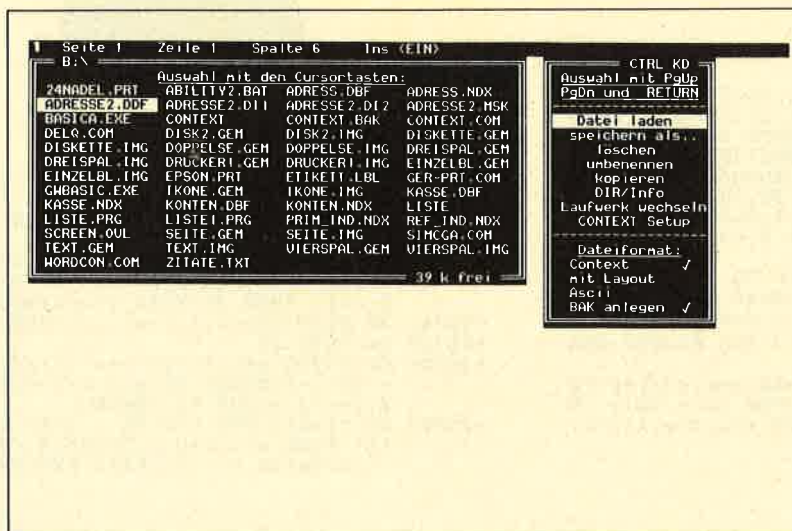 1 Seite 1 Zeile 1 Spalte 6 Ins (EIN)
B:\
Auswahl mit den Cursortasten:
24NADEL.PRT ABILITY2.BAT ADRESS.DBF ADRESS.NDX
ADRESSE2.DDF ADRESSE2.DI1 ADRESSE2.DI2 ADRESSE2.MSK
BASICA.EXE CONTEXT CONTEXT.BAK CONTEXT.COM
DELQ.COM DISK2.GEM DISK2.IMG DISKETTE.GEM
DISKETTE.IMG DOPPELSE.GEM DOPPELSE.IMG DREISPAL.GEM
DREISPAL.IMG DRUCKER1.GEM DRUCKER1.IMG EINZELBL.GEM
EINZELBL.IMG EPSON.PRT ETIKETT.LBL GER-PRT.COM
GWBASIC.EXE IKONE.GEM IKONE.IMG KASSE.DBF
KASSE.NDX KONTEN.DBF KONTEN.NDX LISTE
LISTE.PRG LISTE1.PRG PRIM_IND.NDX REF_IND.NDX
SCREEN.OVL SEITE.GEM SEITE.IMG SIMCGA.COM
TEXT.GEM TEXT.IMG VIERSPAL.GEM VIERSPAL.IMG
WORDCON.COM ZITATE.TXT
39 k frei
CTRL KD
Auswahl mit PgUp
PgDn und RETURN
Datei laden
speichern als..
löschen
umbenennen
kopieren
DIR/Info
Laufwerk wechseln
CONTEXT Setup
Dateiformat:
Context √
mit Layout
Ascii
BAK anlegen √